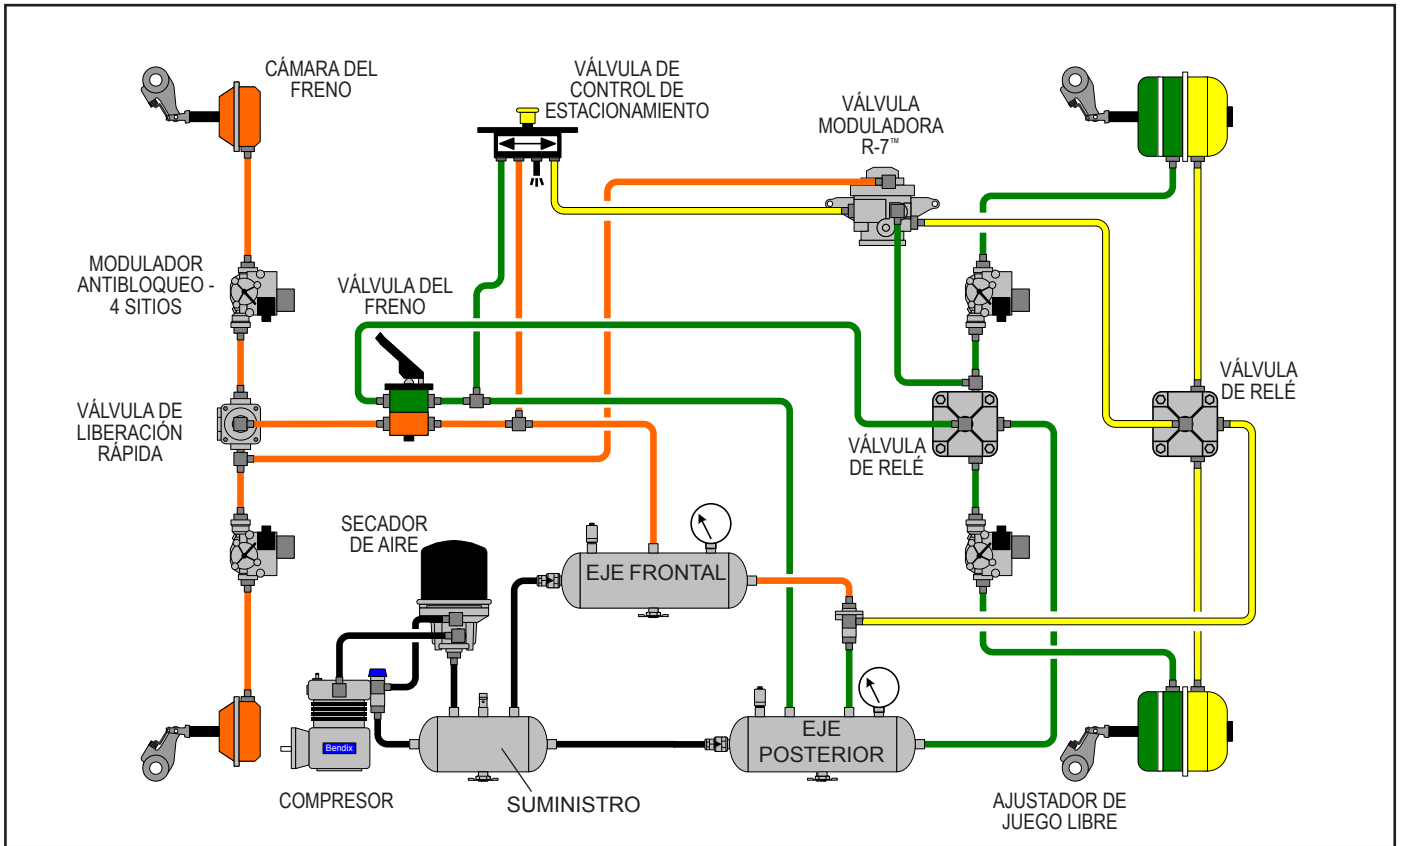 CÁMARA DEL
FRENO
VÁLVULA DE
CONTROL DE
ESTACIONAMIENTO
VÁLVULA
MODULADORA
R-7™
MODULADOR
ANTIBLOQUEO -
4 SITIOS
VÁLVULA DEL
FRENO
VÁLVULA
DE RELÉ
VÁLVULA DE
LIBERACIÓN
RÁPIDA
VÁLVULA
DE RELÉ
SECADOR
DE AIRE
EJE FRONTAL
EJE
POSTERIOR
Bendix
COMPRESOR
SUMINISTRO
AJUSTADOR DE
JUEGO LIBRE